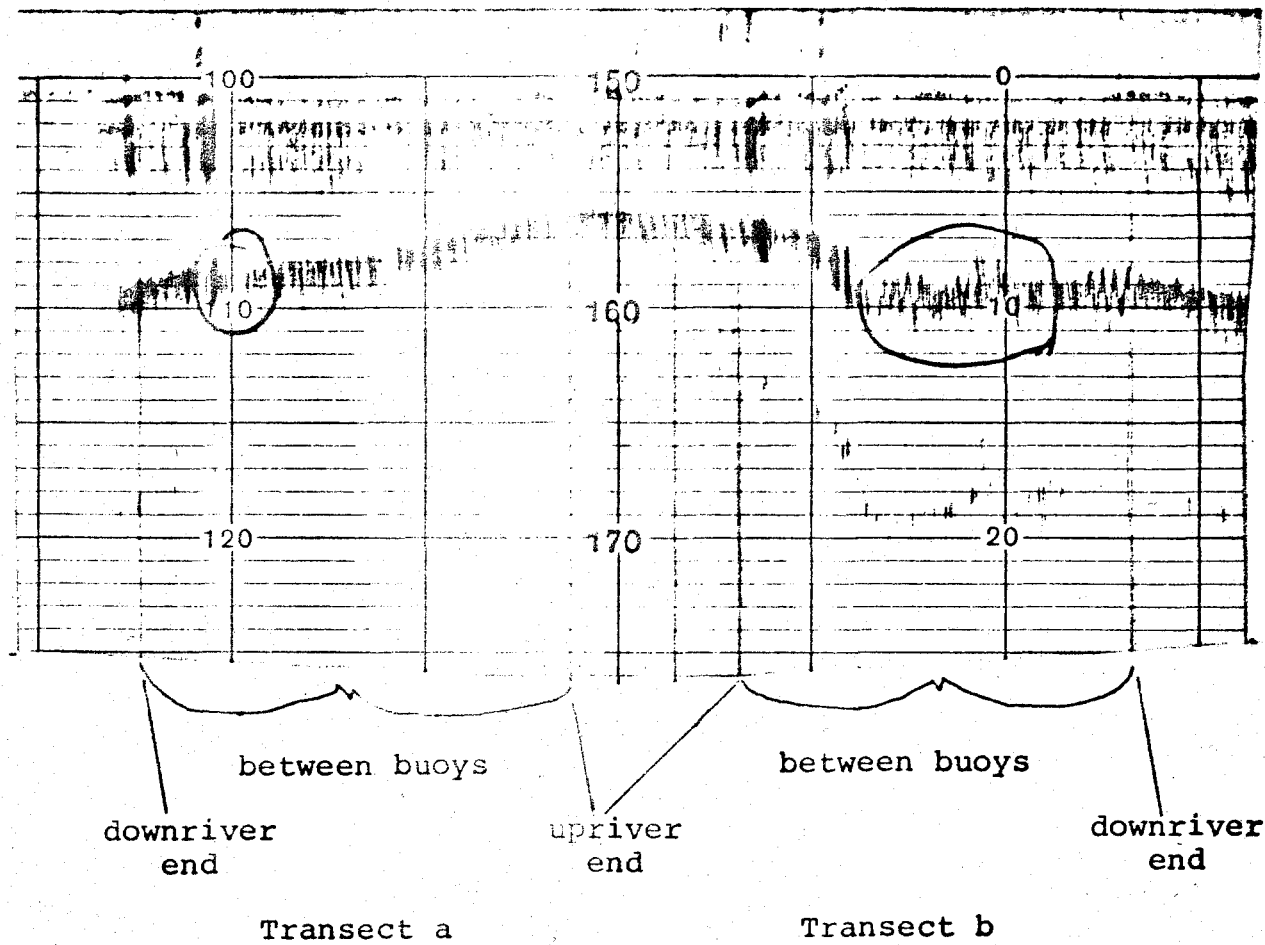 100 150 0
110 160 10
120 170 20
between buoys between buoys
downriver end upriver end downriver end
Transect a Transect b